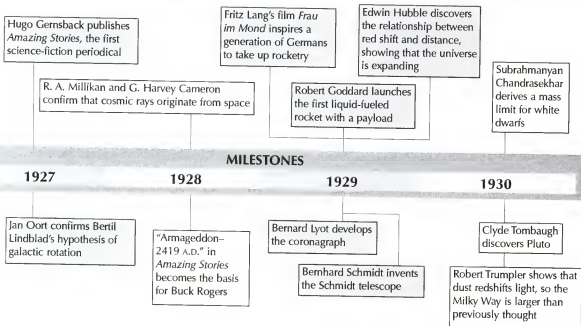 Hugo Gernsback publishes
Amazing Stories, the first
science-fiction periodical
R. A. Millikan and G. Harvey Cameron
confirm that cosmic rays originate from space
Fritz Lang's film Frau
im Mond inspires a
generation of Germans
to take up rocketry
Robert Goddard launches
the first liquid-fueled
rocket with a payload
Edwin Hubble discovers
the relationship between
red shift and distance,
showing that the universe
is expanding
Subrahmanyan
Chandrasekhar
derives a mass
limit for white
dwarfs
MILESTONES
1927
1928
1929
1930
Jan Oort confirms Bertil
Lindblad's hypothesis of
galactic rotation
"Armageddon–
2419 A.D." in
Amazing Stories
becomes the basis
for Buck Rogers
Bernard Lyot develops
the coronagraph
Bernhard Schmidt invents
the Schmidt telescope
Clyde Tombaugh
discovers Pluto
Robert Trumpler shows that
dust redshifts light, so the
Milky Way is larger than
previously thought